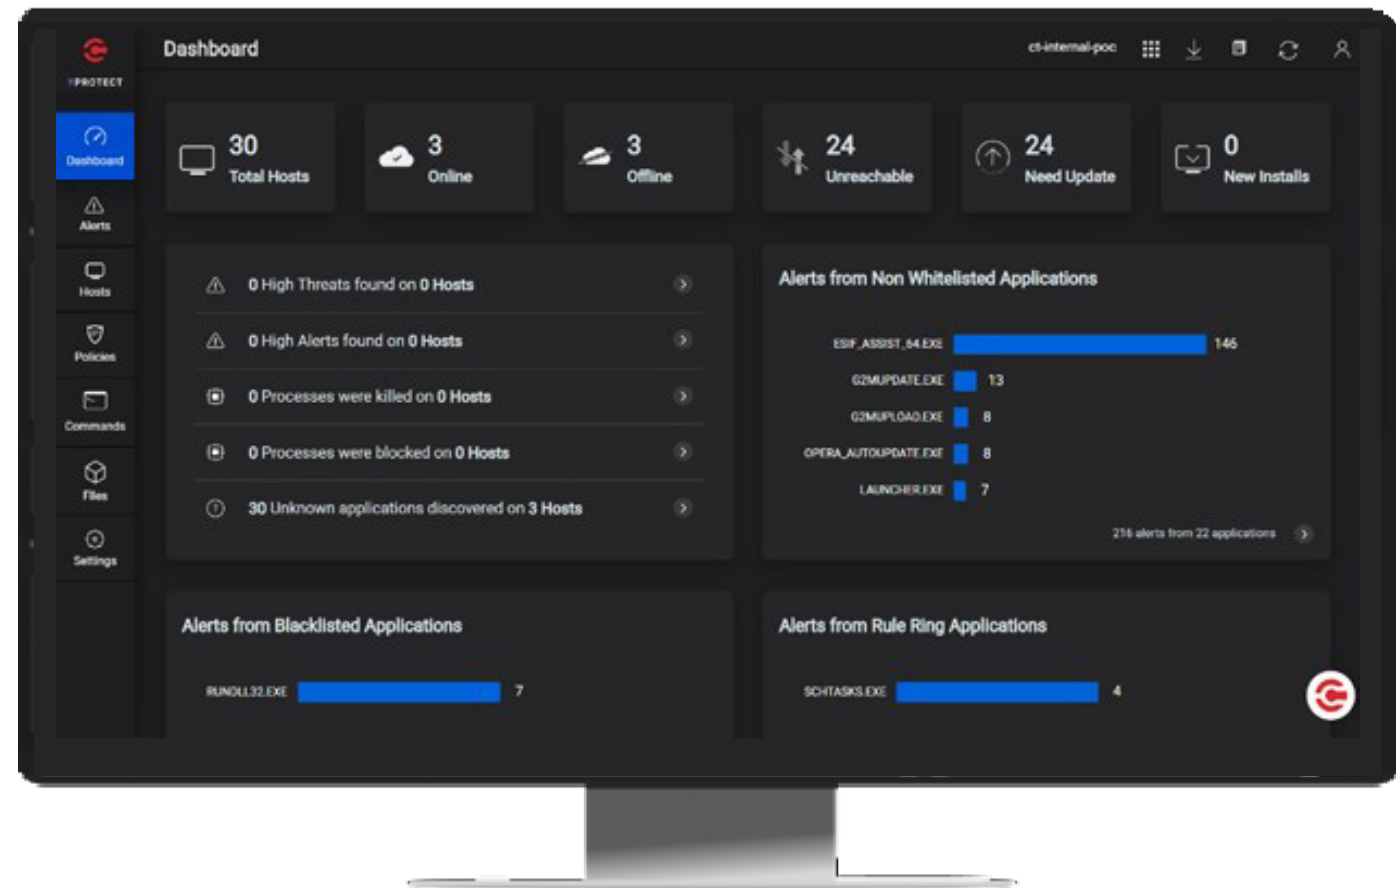 Dashboard
ct-internal-poc
PROTECT
Dashboard
Alerts
Hosts
Policies
Commands
Files
Settings
30
Total Hosts
3
Online
3
Offline
24
Unreachable
24
Need Update
0
New Installs
0 High Threats found on 0 Hosts
0 High Alerts found on 0 Hosts
0 Processes were killed on 0 Hosts
0 Processes were blocked on 0 Hosts
30 Unknown applications discovered on 3 Hosts
Alerts from Non Whitelisted Applications
ESIF_ASSIST_64.EXE 146
G2MUPDATE.EXE 13
G2MUPLOAD.EXE 8
OPERA_AUTOUPDATE.EXE 8
LAUNCHER.EXE 7
216 alerts from 22 applications
Alerts from Blacklisted Applications
RUNDLL32.EXE 7
Alerts from Rule Ring Applications
SCHTASKS.EXE 4